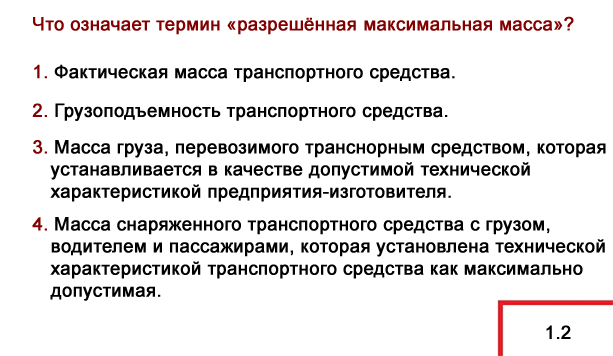 Что означает термин «разрешённая максимальная масса»?
1. Фактическая масса транспортного средства.
2. Грузоподъемность транспортного средства.
3. Масса груза, перевозимого транснорным средством, которая
устанавливается в качестве допустимой технической
характеристикой предприятия-изготовителя.
4. Масса снаряженного транспортного средства с грузом,
водителем и пассажирами, которая установлена технической
характеристикой транспортного средства как максимально
допустимая.
1.2